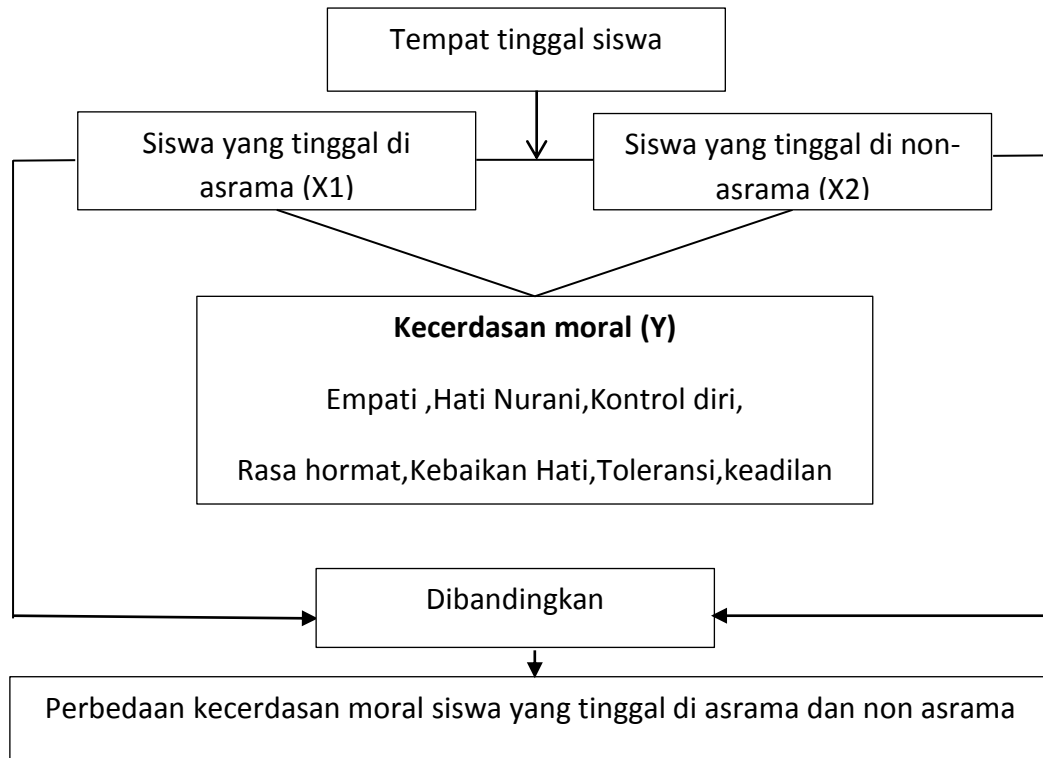 Tempat tinggal siswa
Siswa yang tinggal di
asrama (X1)
Siswa yang tinggal di non-
asrama (X2)
Kecerdasan moral (Y)
Empati ,Hati Nurani,Kontrol diri,
Rasa hormat,Kebaikan Hati,Toleransi,keadilan
Dibandingkan
Perbedaan kecerdasan moral siswa yang tinggal di asrama dan non asrama